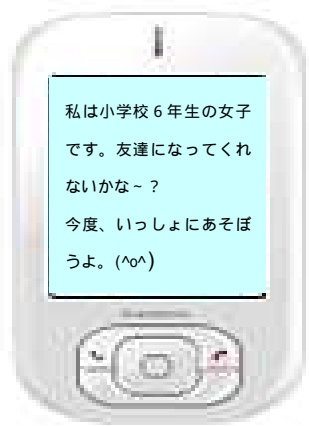 私は小学校６年生の女子
です。友達になってくれ
ないかな～？
今度、いっしょにあそぼ
うよ。(^o^)